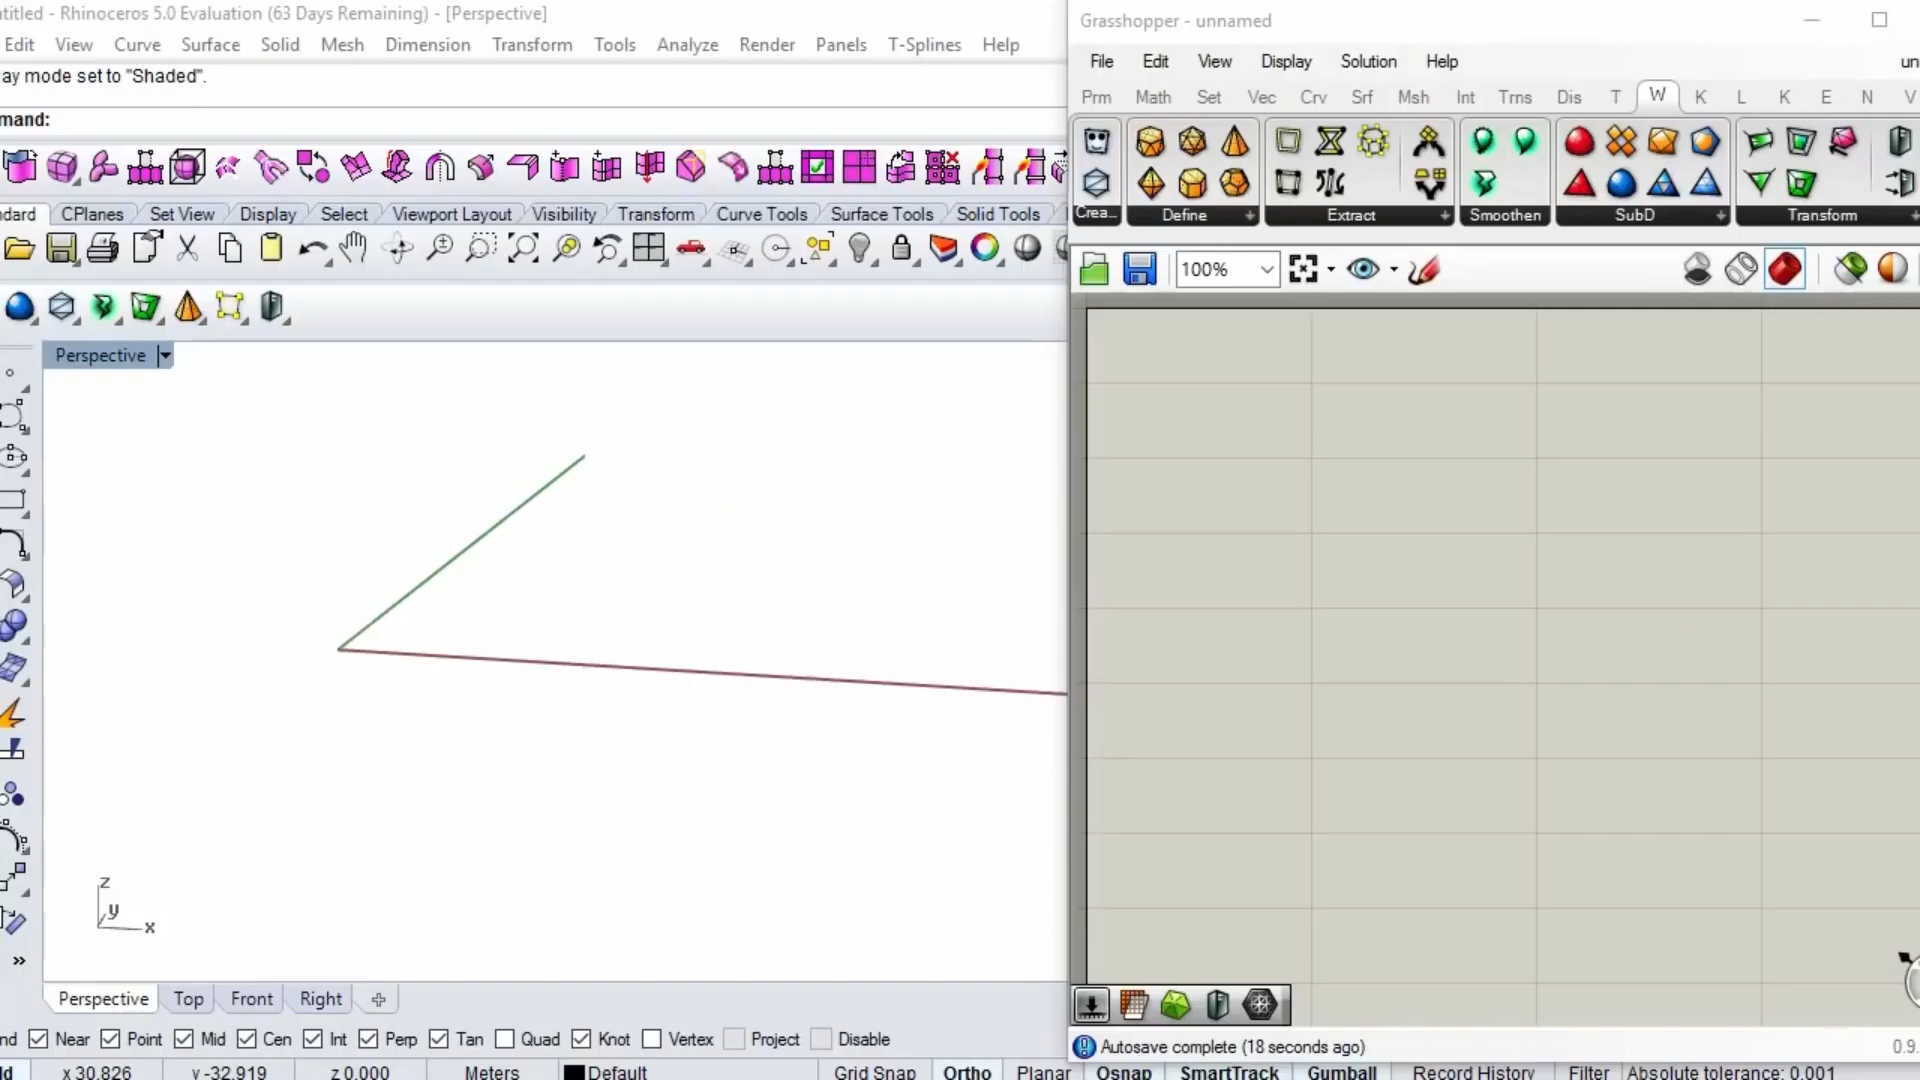 ntitled - Rhinoceros 5.0 Evaluation (63 Days Remaining) - [Perspective]
Edit View Curve Surface Solid Mesh Dimension Transform Tools Analyze Render Panels T-Splines Help
ay mode set to "Shaded".
mand:
dard CPlanes Set View Display Select Viewport Layout Visibility Transform Curve Tools Surface Tools Solid Tools
Perspective
z
y
x
Perspective Top Front Right
nd Near Point Mid Cen Int Perp Tan Quad Knot Vertex Project Disable
ld x 30.826 y -32.919 z 0.000 Meters Default Grid Snap Ortho Planar Osnap SmartTrack Gumball Record History Filter Absolute tolerance: 0.001
Grasshopper - unnamed
File Edit View Display Solution Help un
Prm Math Set Vec Crv Srf Msh Int Trns Dis T W K L K E N V
Crea... Define Extract Smoothen SubD Transform
100%
Autosave complete (18 seconds ago) 0.9.